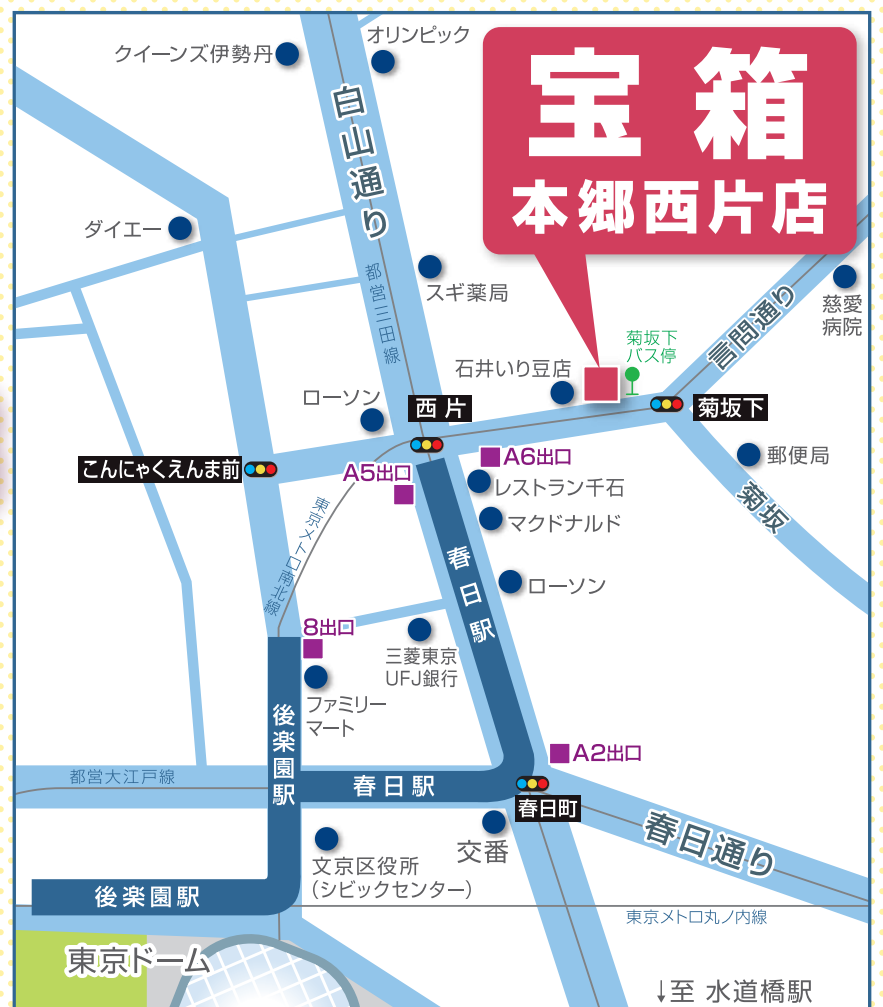 クイーンズ伊勢丹
オリンピック
宝箱
本郷西片店
白山通り
ダイエー
都営三田線
スギ薬局
慈愛
病院
言問通り
菊坂下
バス停
石井いり豆店
ローソン
西片
菊坂下
こんにゃくえんま前
A5出口
A6出口
郵便局
レストラン千石
菊坂
東京メトロ南北線
マクドナルド
春日駅
ローソン
8出口
三菱東京
UFJ銀行
ファミリー
マート
後楽園駅
A2出口
都営大江戸線
春日駅
春日町
春日通り
交番
文京区役所
(シビックセンター)
後楽園駅
東京メトロ丸ノ内線
東京ドーム
↓至 水道橋駅